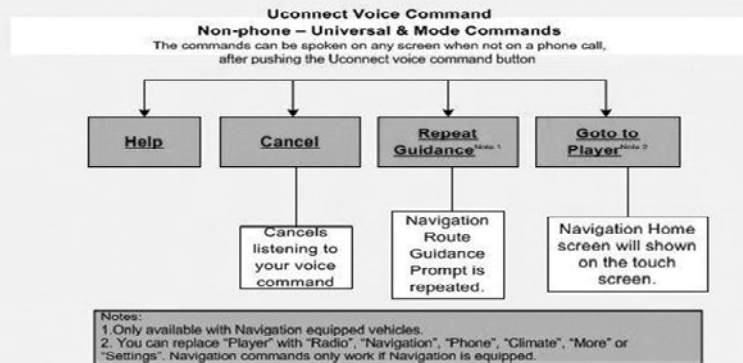 Uconnect Voice Command
Non-phone – Universal & Mode Commands
The commands can be spoken on any screen when not on a phone call,
after pushing the Uconnect voice command button
Help
Cancel
Repeat
Guidance Note 1
Goto to
Player Note 2
Cancels
listening to
your voice
command
Navigation
Route
Guidance
Prompt is
repeated.
Navigation Home
screen will shown
on the touch
screen.
Notes:
1.Only available with Navigation equipped vehicles.
2. You can replace "Player" with "Radio", "Navigation", "Phone", "Climate", "More" or
"Settings". Navigation commands only work if Navigation is equipped.